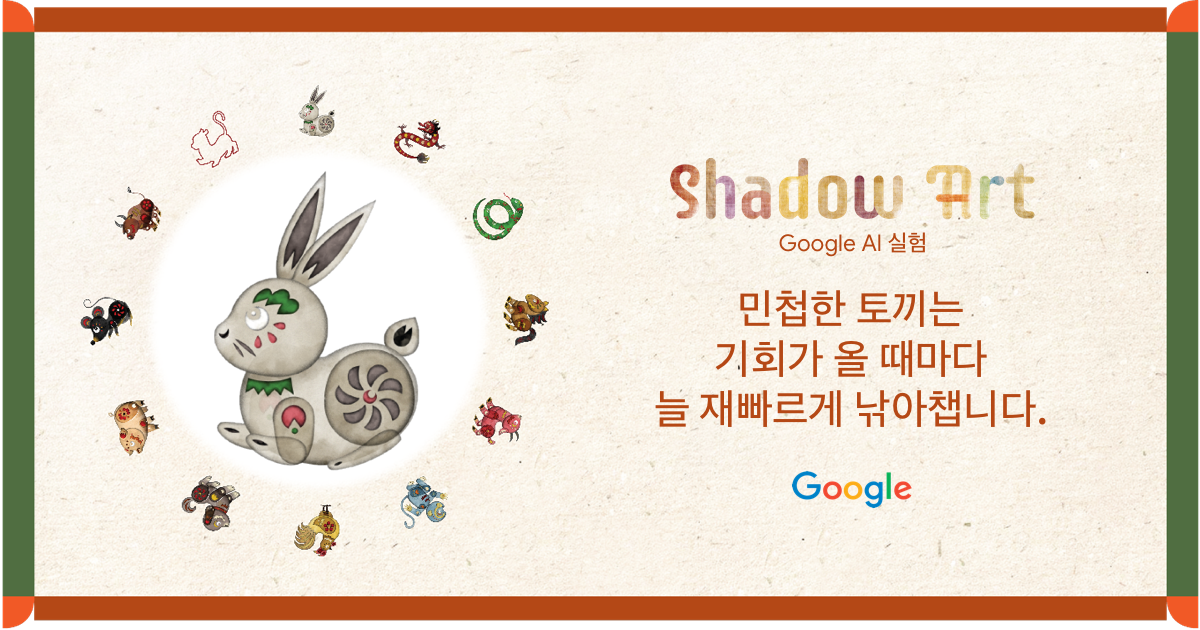 Shadow Art
Google AI 실험
민첩한 토끼는
기회가 올 때마다
늘 재빠르게 낚아챕니다.
Google